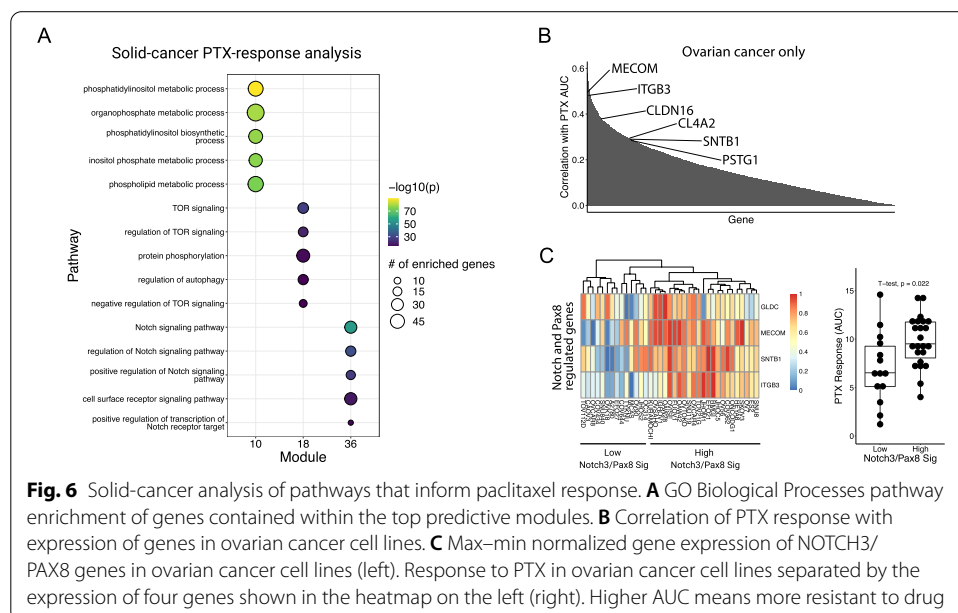 A
Solid-cancer PTX-response analysis
Pathway
phosphatidylinositol metabolic process
organophosphate metabolic process
phosphatidylinositol biosynthetic
process
inositol phosphate metabolic process
phospholipid metabolic process
TOR signaling
regulation of TOR signaling
protein phosphorylation
regulation of autophagy
negative regulation of TOR signaling
Notch signaling pathway
regulation of Notch signaling pathway
positive regulation of Notch signaling
pathway
cell surface receptor signaling pathway
positive regulation of transcription of
Notch receptor target
10 18 36
Module
−log10(p)
70
50
30
# of enriched genes
10
15
30
45
B
Ovarian cancer only
Correlation with PTX AUC
0.6
0.4
0.2
0.0
MECOM
ITGB3
CLDN16
CL4A2
SNTB1
PSTG1
Gene
C
Notch and Pax8
regulated genes
GLDC
MECOM
SNTB1
ITGB3
1
0.8
0.6
0.4
0.2
0
Low
Notch3/Pax8 Sig
High
Notch3/Pax8 Sig
T−test, p = 0.022
PTX Response (AUC)
15
10
5
0
Low High
Notch3/Pax8 Sig
Fig. 6 Solid-cancer analysis of pathways that inform paclitaxel response. A GO Biological Processes pathway
enrichment of genes contained within the top predictive modules. B Correlation of PTX response with
expression of genes in ovarian cancer cell lines. C Max–min normalized gene expression of NOTCH3/
PAX8 genes in ovarian cancer cell lines (left). Response to PTX in ovarian cancer cell lines separated by the
expression of four genes shown in the heatmap on the left (right). Higher AUC means more resistant to drug